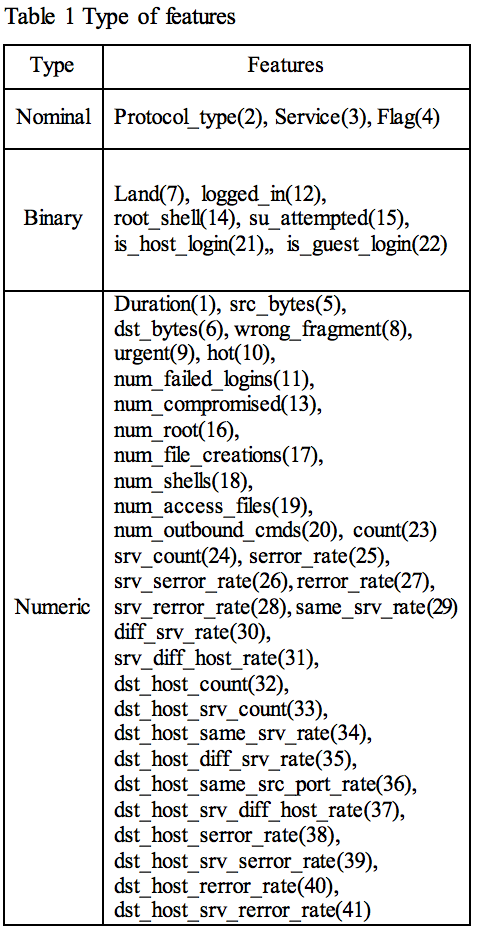 Table 1 Type of features
Type Features
Nominal Protocol_type(2), Service(3), Flag(4)
Binary
Land(7), logged_in(12),
root_shell(14), su_attempted(15),
is_host_login(21),, is_guest_login(22)
Numeric
Duration(1), src_bytes(5),
dst_bytes(6), wrong_fragment(8),
urgent(9), hot(10),
num_failed_logins(11),
num_compromised(13),
num_root(16),
num_file_creations(17),
num_shells(18),
num_access_files(19),
num_outbound_cmds(20), count(23)
srv_count(24), serror_rate(25),
srv_serror_rate(26), rerror_rate(27),
srv_rerror_rate(28), same_srv_rate(29)
diff_srv_rate(30),
srv_diff_host_rate(31),
dst_host_count(32),
dst_host_srv_count(33),
dst_host_same_srv_rate(34),
dst_host_diff_srv_rate(35),
dst_host_same_src_port_rate(36),
dst_host_srv_diff_host_rate(37),
dst_host_serror_rate(38),
dst_host_srv_serror_rate(39),
dst_host_rerror_rate(40),
dst_host_srv_rerror_rate(41)